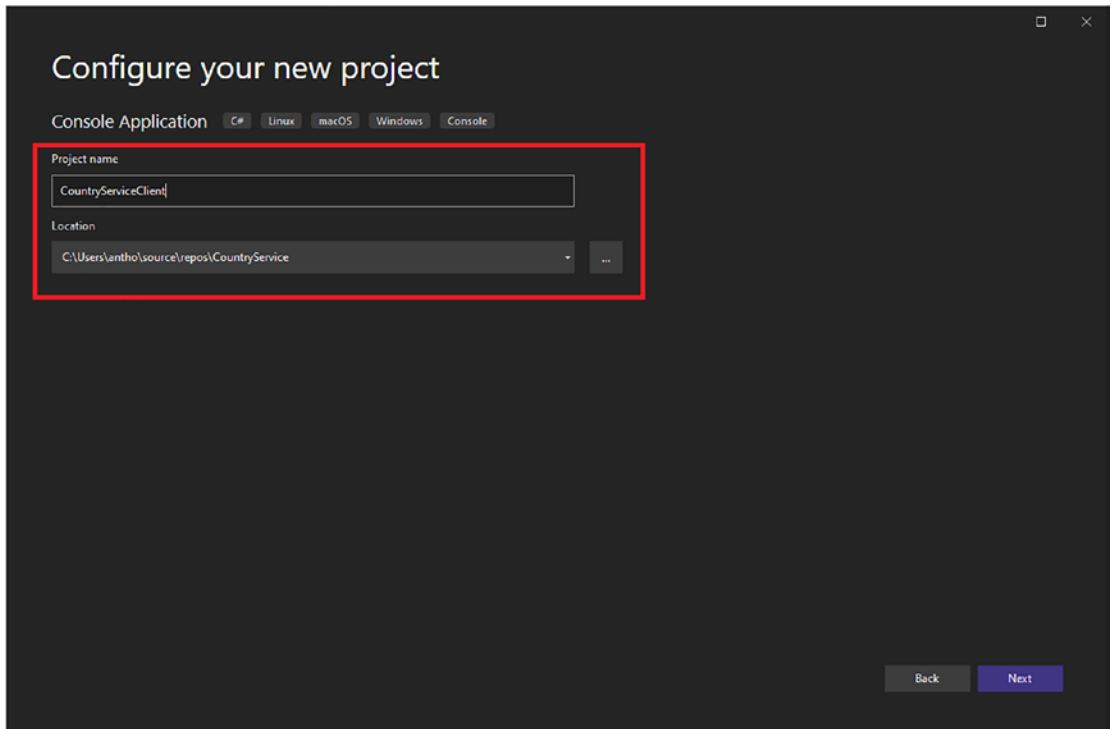 Configure your new project
Console Application C# Linux macOS Windows Console
Project name
CountryServiceClient
Location
C:\Users\antho\source\repos\CountryService
...
Back Next